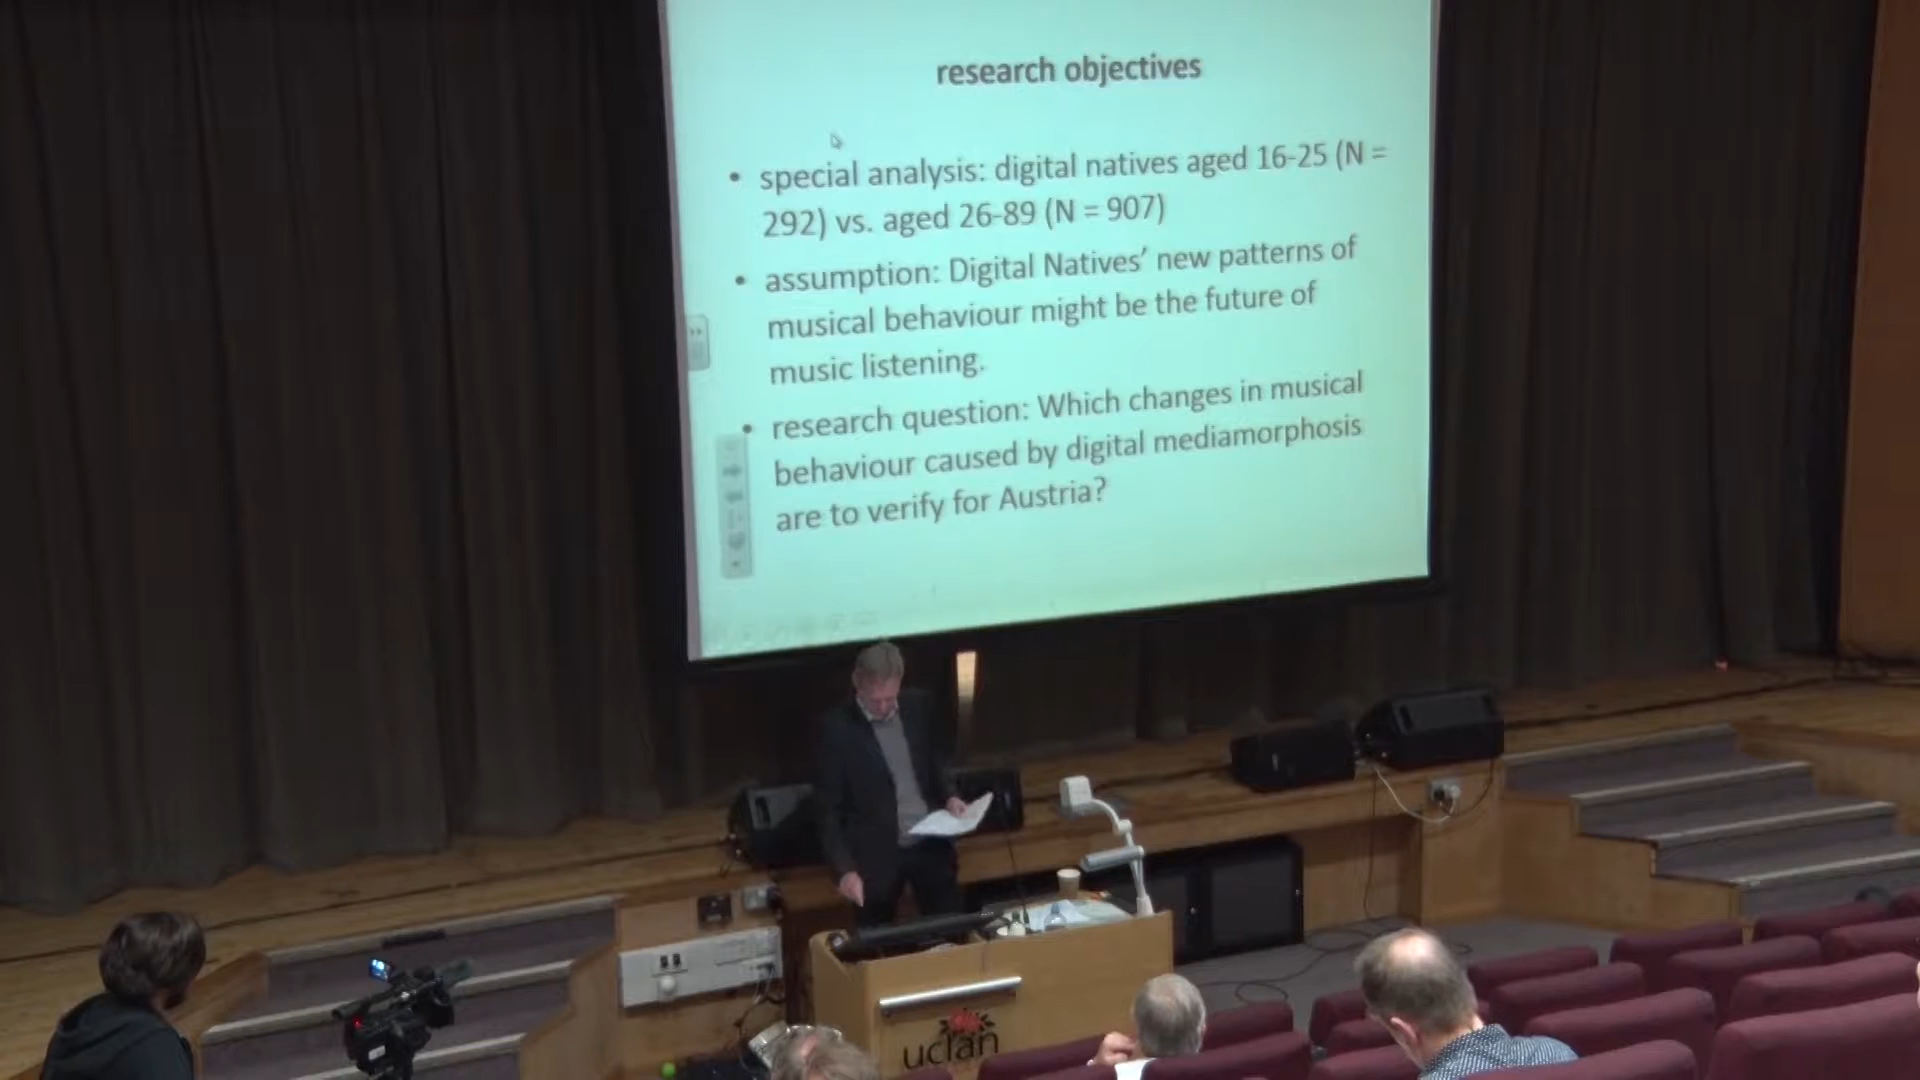 research objectives
• special analysis: digital natives aged 16-25 (N =
292) vs. aged 26-89 (N = 907)
• assumption: Digital Natives’ new patterns of
musical behaviour might be the future of
music listening.
• research question: Which changes in musical
behaviour caused by digital mediamorphosis
are to verify for Austria?
uclan